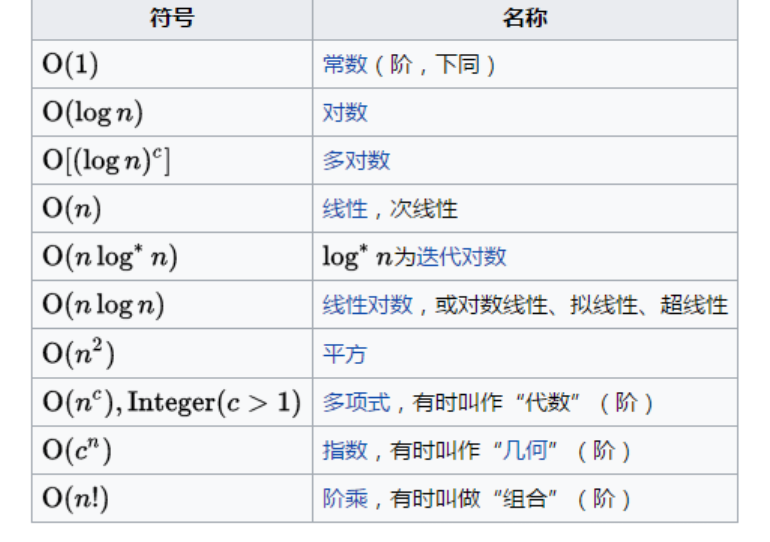 符号 名称
O(1) 常数（阶，下同）
O(log n) 对数
O[(log n)^c] 多对数
O(n) 线性，次线性
O(n log* n) log* n为迭代对数
O(n log n) 线性对数，或对数线性、拟线性、超线性
O(n²) 平方
O(n^c), Integer(c > 1) 多项式，有时叫作“代数”（阶）
O(c^n) 指数，有时叫作“几何”（阶）
O(n!) 阶乘，有时叫做“组合”（阶）